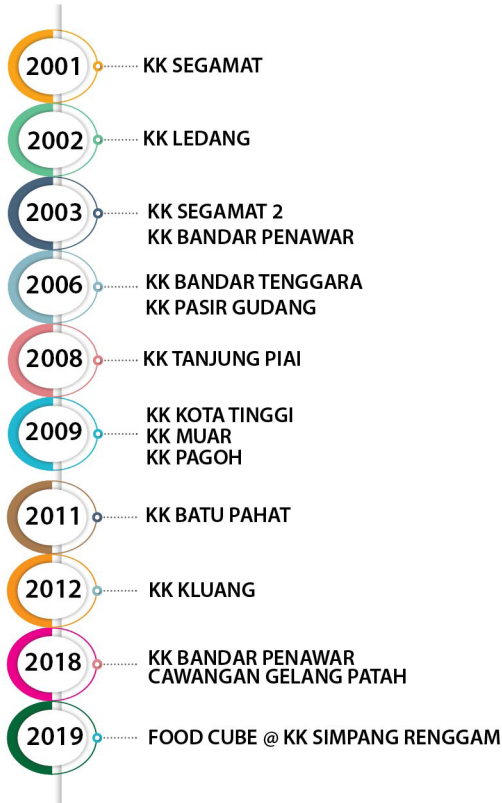 2001
KK SEGAMAT
2002
KK LEDANG
2003
KK SEGAMAT 2
KK BANDAR PENAWAR
2006
KK BANDAR TENGGARA
KK PASIR GUDANG
2008
KK TANJUNG PIAI
2009
KK KOTA TINGGI
KK MUAR
KK PAGOH
2011
KK BATU PAHAT
2012
KK KLUANG
2018
KK BANDAR PENAWAR
CAWANGAN GELANG PATAH
2019
FOOD CUBE @ KK SIMPANG RENGGAM